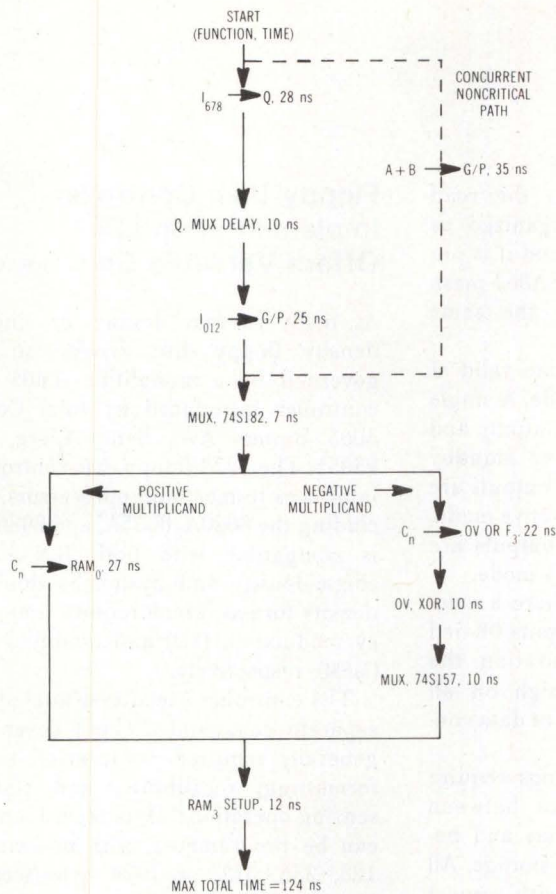 START
(FUNCTION, TIME)
CONCURRENT
NONCRITICAL
PATH
I678 Q, 28 ns
A+B G/P, 35 ns
Q, MUX DELAY, 10 ns
I012 G/P, 25 ns
MUX, 74S182, 7 ns
POSITIVE
MULTIPLICAND
NEGATIVE
MULTIPLICAND
Cn RAM0, 27 ns
Cn OV OR F3, 22 ns
OV, XOR, 10 ns
MUX, 74S157, 10 ns
RAM3 SETUP, 12 ns
MAX TOTAL TIME=124 ns